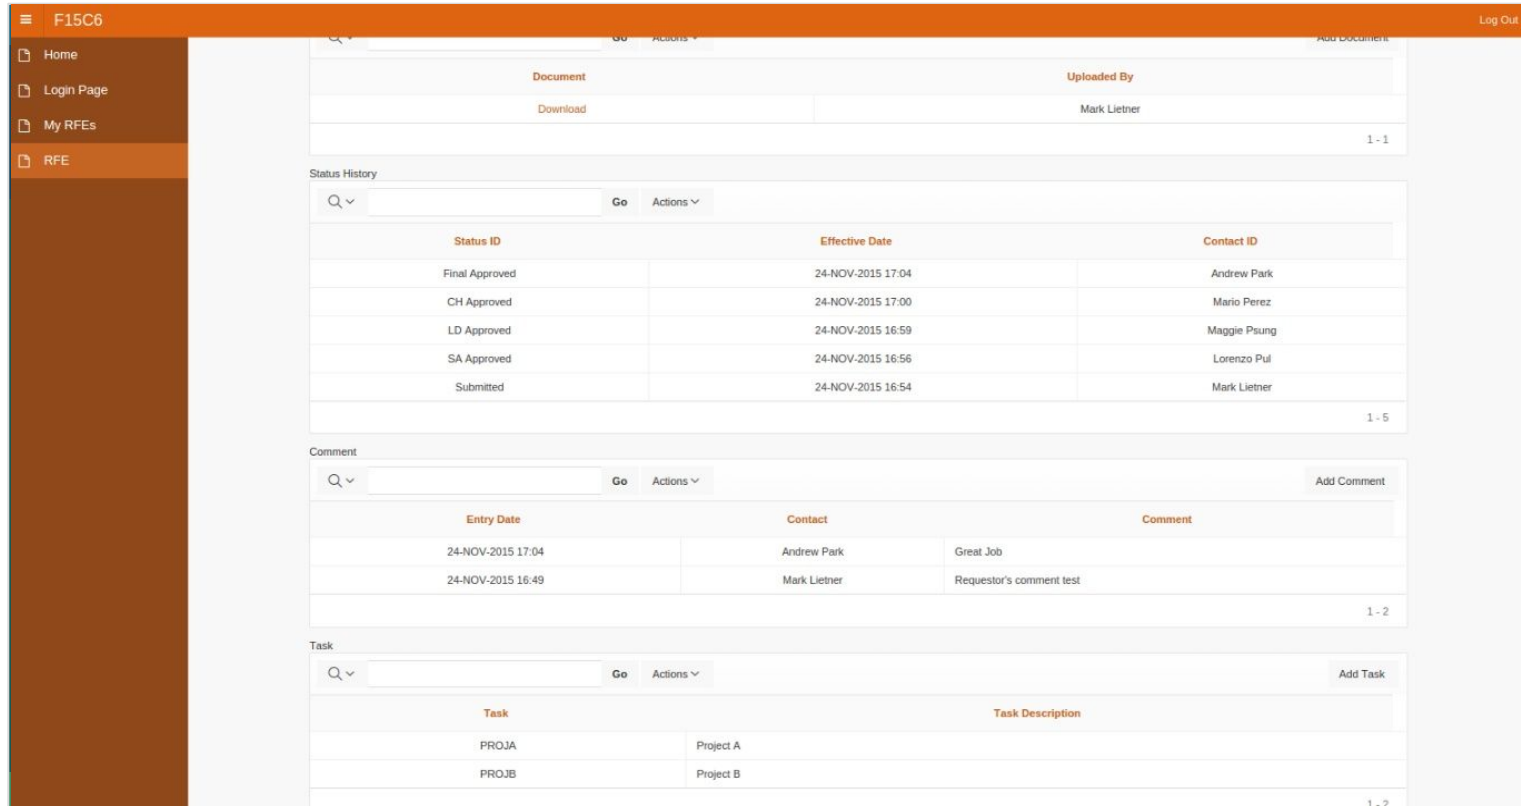 F15C6 Log Out
Home
Login Page
My RFEs
RFE
Go Actions Add Document
Document Uploaded By
Download Mark Lietner
1 - 1
Status History
Go Actions
Status ID Effective Date Contact ID
Final Approved 24-NOV-2015 17:04 Andrew Park
CH Approved 24-NOV-2015 17:00 Mario Perez
LD Approved 24-NOV-2015 16:59 Maggie Psung
SA Approved 24-NOV-2015 16:56 Lorenzo Pul
Submitted 24-NOV-2015 16:54 Mark Lietner
1 - 5
Comment
Go Actions Add Comment
Entry Date Contact Comment
24-NOV-2015 17:04 Andrew Park Great Job
24-NOV-2015 16:49 Mark Lietner Requestor's comment test
1 - 2
Task
Go Actions Add Task
Task Task Description
PROJA Project A
PROJB Project B
1 - 2